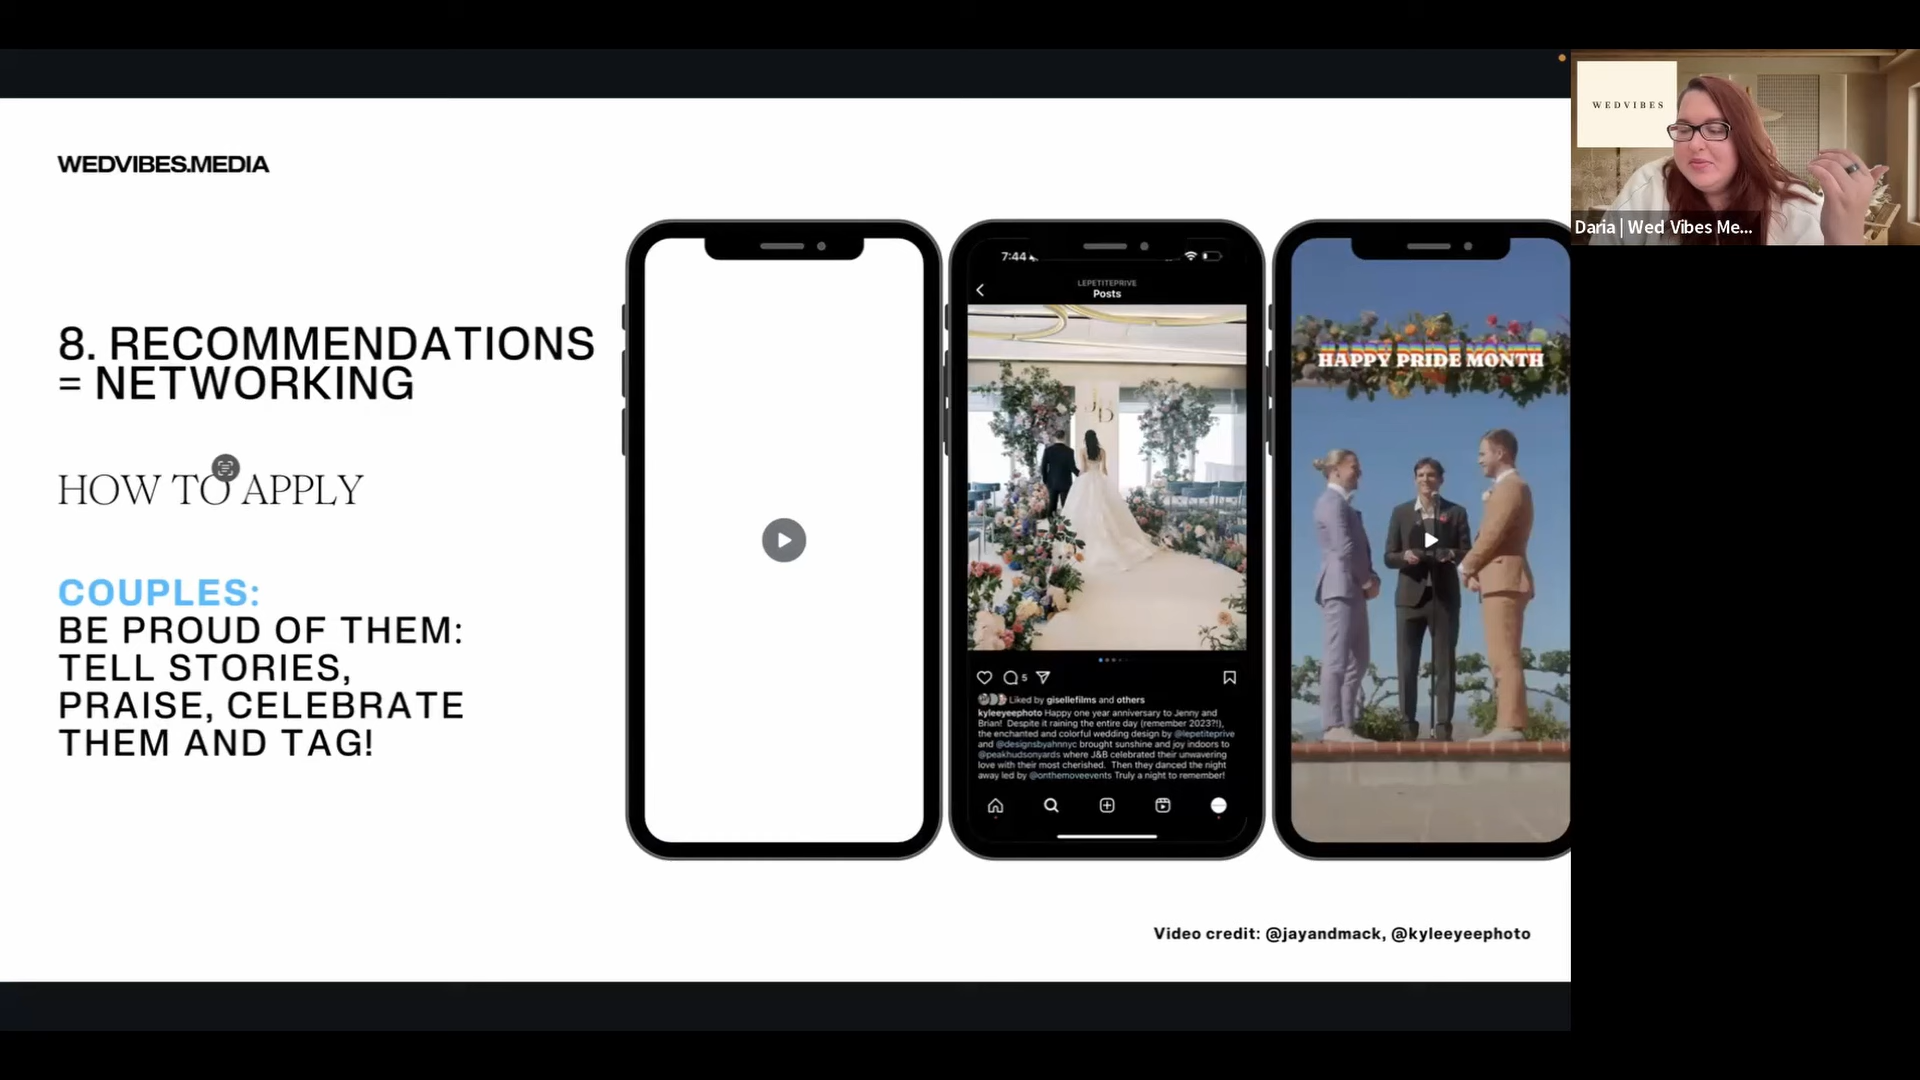 WEDVIBES.MEDIA
8. RECOMMENDATIONS
= NETWORKING
HOW TO APPLY
COUPLES:
BE PROUD OF THEM:
TELL STORIES,
PRAISE, CELEBRATE
THEM AND TAG!
7:44
LEPETITEPRIVE
Posts
JB
5
Liked by gisellefilms and others
kyleeyeephoto Happy one year anniversary to Jenny and
Brian! Despite it raining the entire day (remember 2023?!),
the enchanted and colorful wedding design by @lepetiteprive
and @designsbyahnnyc brought sunshine and joy indoors to
@peakhudsonyards where J&B celebrated their unwavering
love with their most cherished. Then they danced the night
away led by @onthemoveevents Truly a night to remember!
HAPPY PRIDE MONTH
Video credit: @jayandmack, @kyleeyeephoto
WEDVIBES
Daria | Wed Vibes Me...